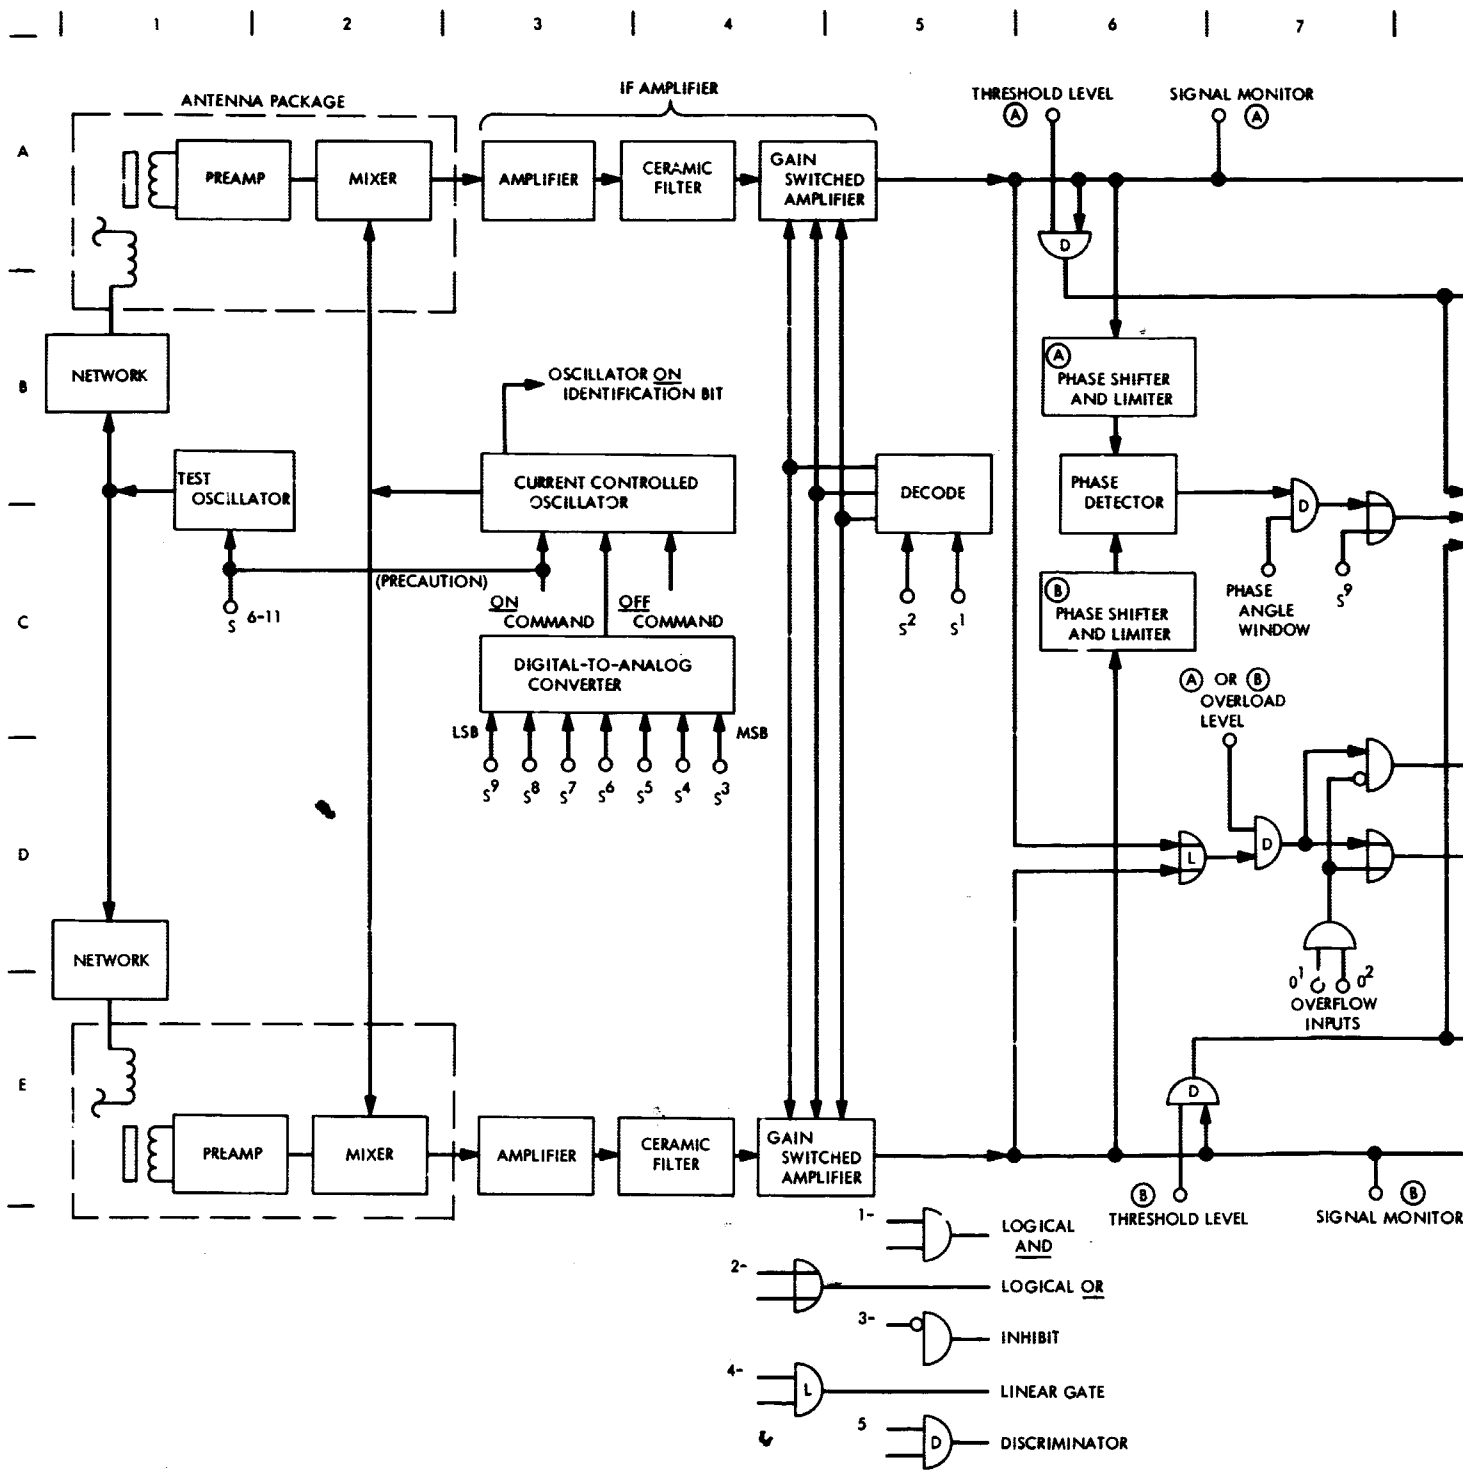 1 2 3 4 5 6 7
A
B
C
D
E
ANTENNA PACKAGE
IF AMPLIFIER
THRESHOLD LEVEL
A
SIGNAL MONITOR
A
PREAMP
MIXER
AMPLIFIER
CERAMIC
FILTER
GAIN
SWITCHED
AMPLIFIER
D
NETWORK
OSCILLATOR ON
IDENTIFICATION BIT
A
PHASE SHIFTER
AND LIMITER
TEST
OSCILLATOR
CURRENT CONTROLLED
OSCILLATOR
DECODE
PHASE
DETECTOR
D
(PRECAUTION)
S 6-11
ON
COMMAND
OFF
COMMAND
S2 S1
B
PHASE SHIFTER
AND LIMITER
PHASE
ANGLE
WINDOW
S9
DIGITAL-TO-ANALOG
CONVERTER
LSB
MSB
S9 S8 S7 S6 S5 S4 S3
A OR B
OVERLOAD
LEVEL
L
D
NETWORK
O1 O2
OVERFLOW
INPUTS
D
PREAMP
MIXER
AMPLIFIER
CERAMIC
FILTER
GAIN
SWITCHED
AMPLIFIER
B
THRESHOLD LEVEL
B
SIGNAL MONITOR
1-
LOGICAL
AND
2-
LOGICAL OR
3-
INHIBIT
4-
L
LINEAR GATE
5
D
DISCRIMINATOR